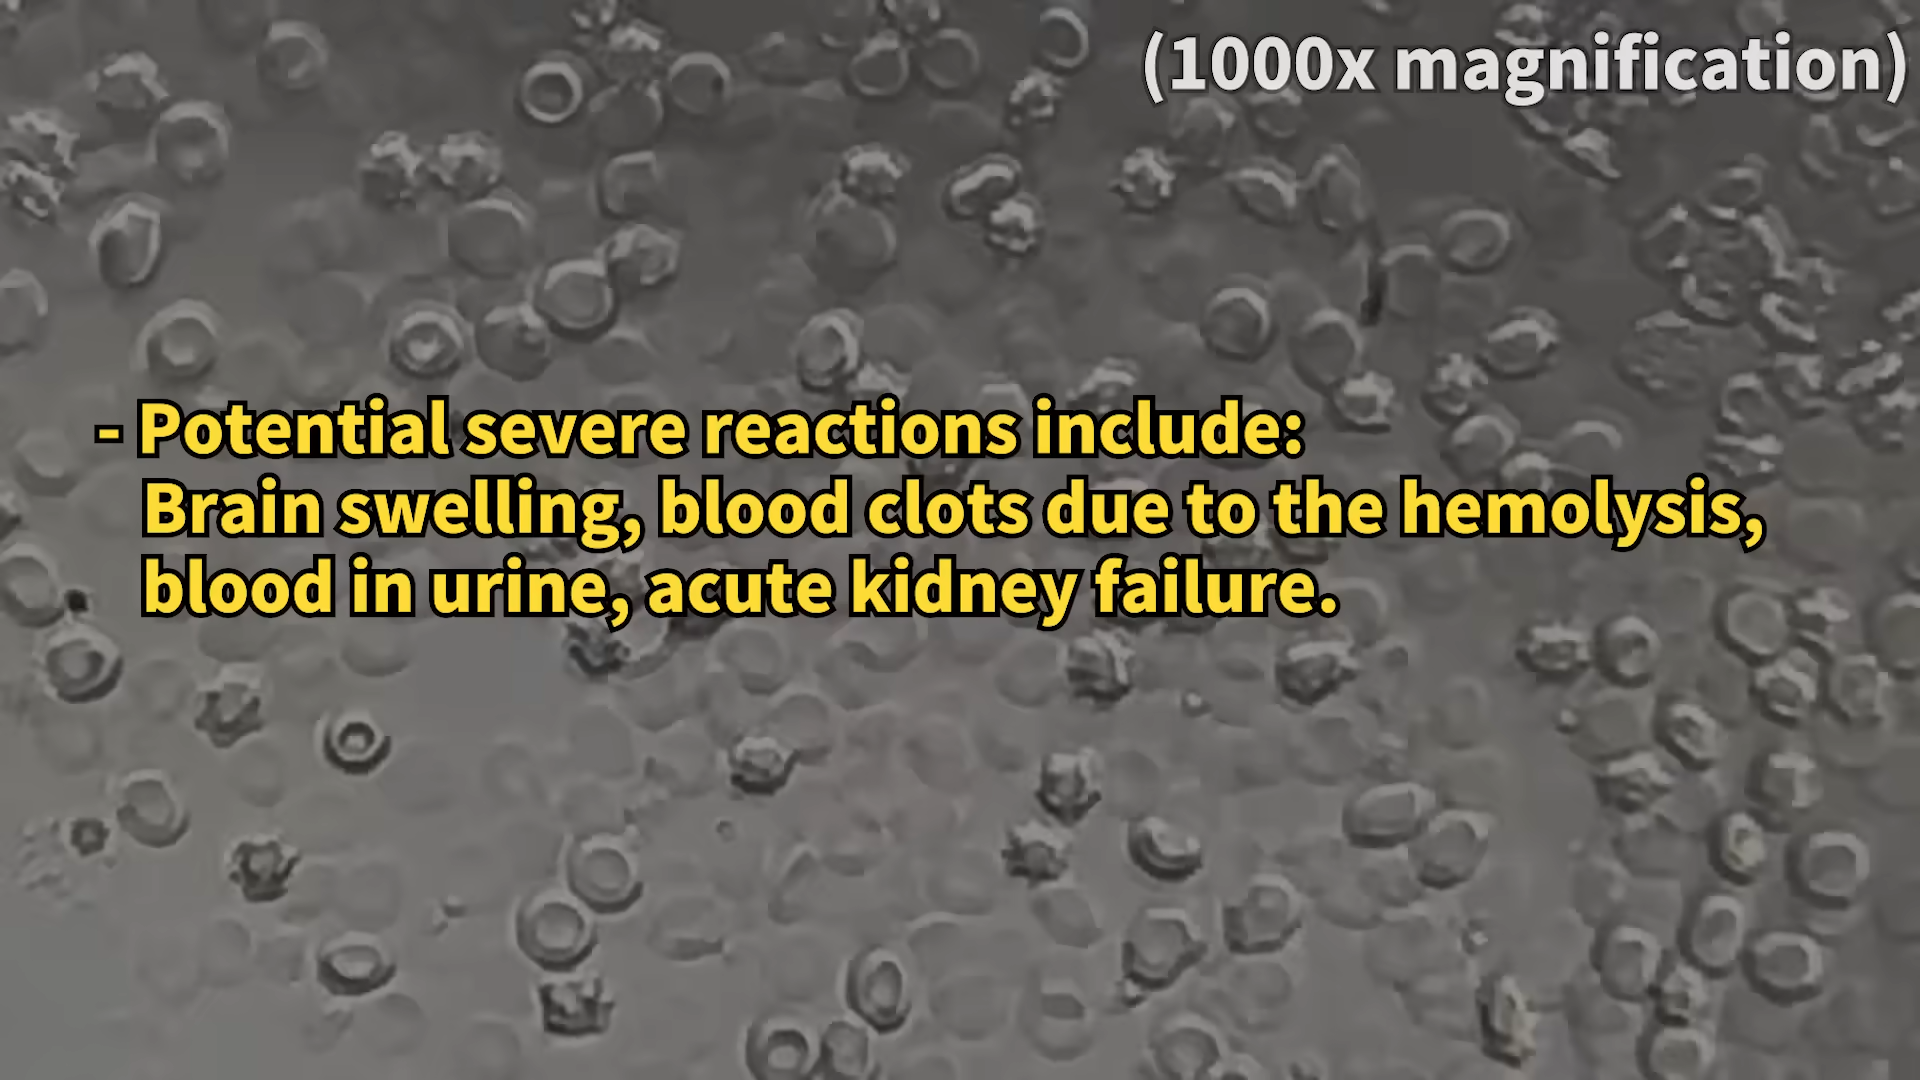 (1000x magnification)
- Potential severe reactions include:
Brain swelling, blood clots due to the hemolysis,
blood in urine, acute kidney failure.